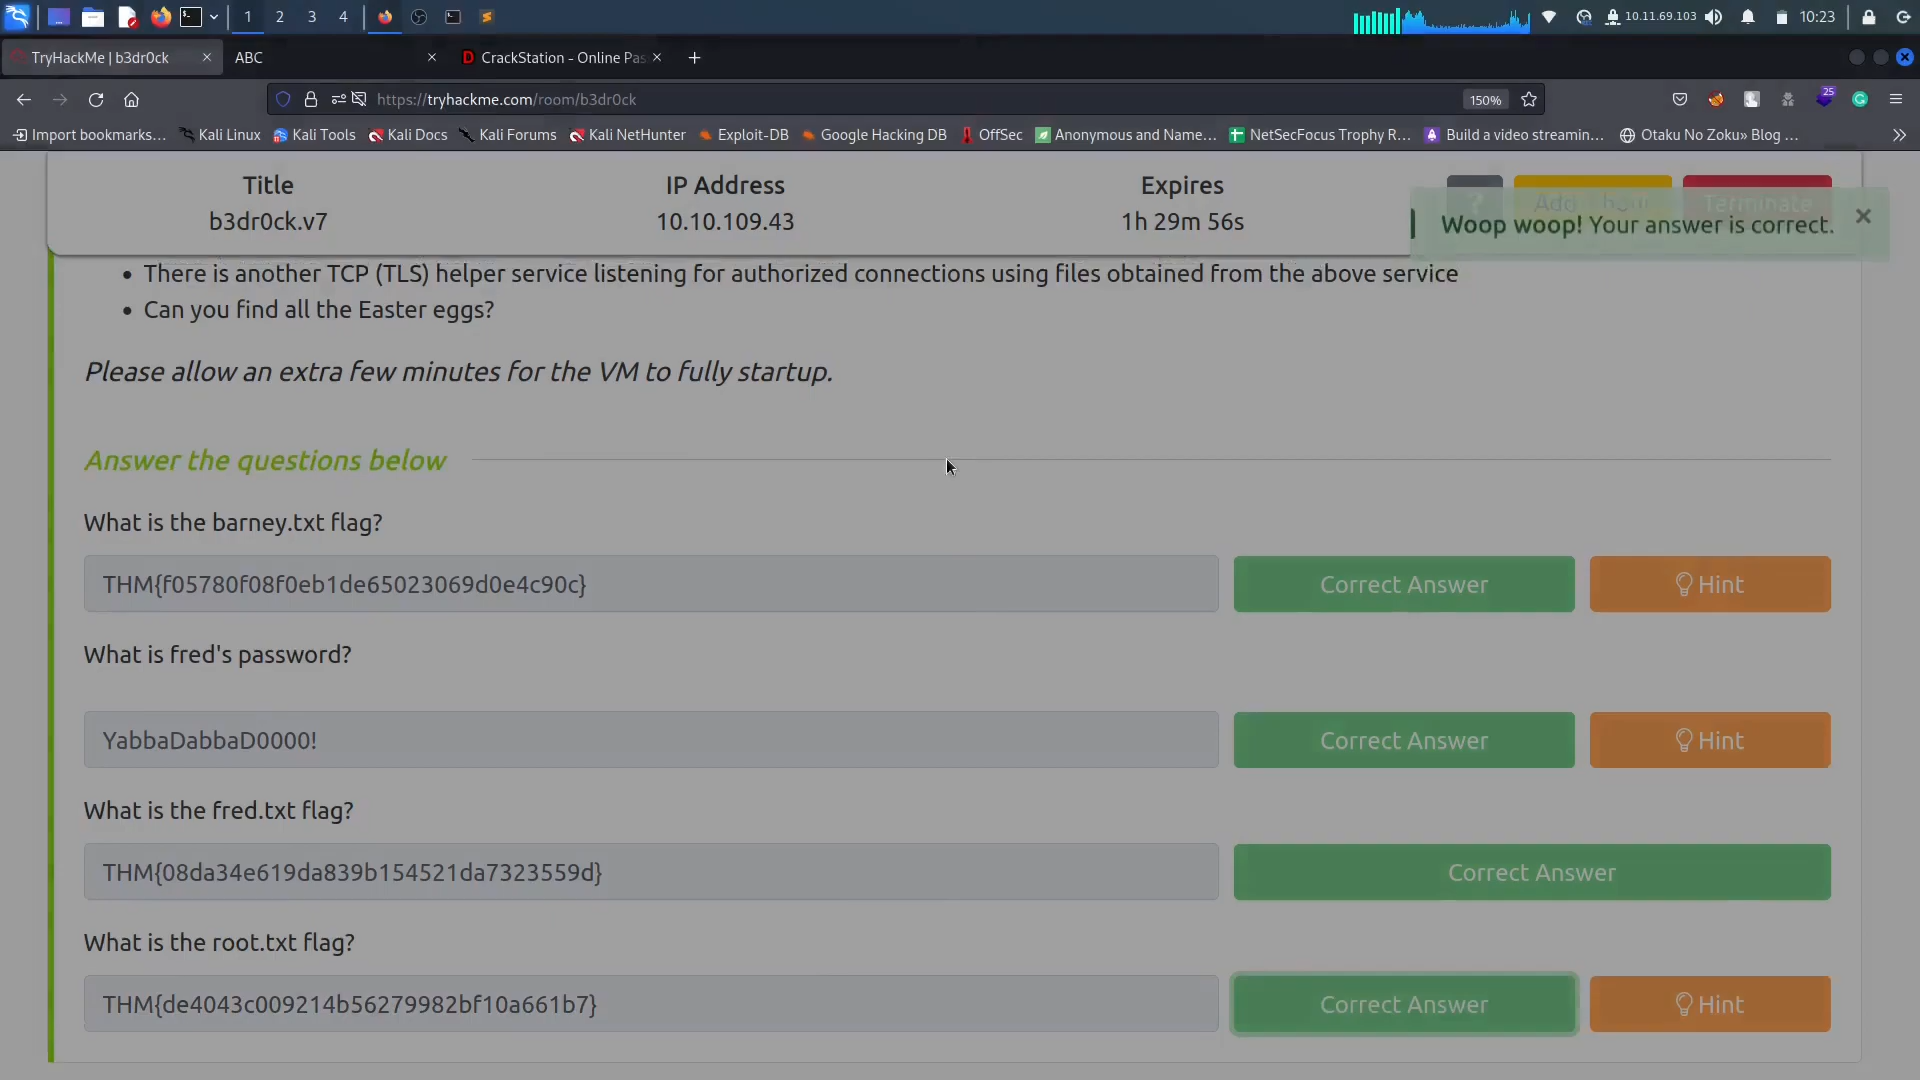 1 2 3 4 10.11.69.103 10:23
TryHackMe | b3dr0ck ABC CrackStation - Online Pas
https://tryhackme.com/room/b3dr0ck 150% 25
Import bookmarks... Kali Linux Kali Tools Kali Docs Kali Forums Kali NetHunter Exploit-DB Google Hacking DB OffSec Anonymous and Name... NetSecFocus Trophy R... Build a video streamin... Otaku No Zoku» Blog ...
Title IP Address Expires
b3dr0ck.v7 10.10.109.43 1h 29m 56s
? Add 1 hour Terminate
Woop woop! Your answer is correct.
• There is another TCP (TLS) helper service listening for authorized connections using files obtained from the above service
• Can you find all the Easter eggs?
Please allow an extra few minutes for the VM to fully startup.
Answer the questions below
What is the barney.txt flag?
THM{f05780f08f0eb1de65023069d0e4c90c} Correct Answer Hint
What is fred's password?
YabbaDabbaD0000! Correct Answer Hint
What is the fred.txt flag?
THM{08da34e619da839b154521da7323559d} Correct Answer
What is the root.txt flag?
THM{de4043c009214b56279982bf10a661b7} Correct Answer Hint